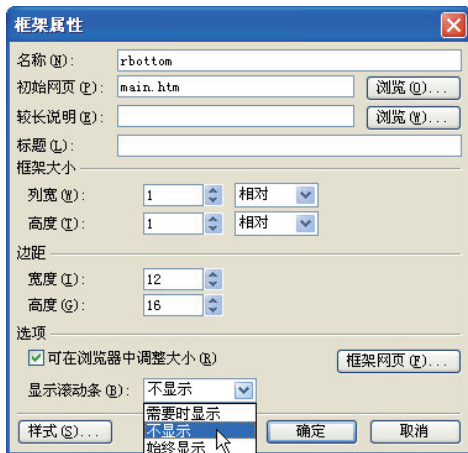 框架属性
名称(N): rbottom
初始网页(P): main.htm 浏览(O)...
较长说明(E): 浏览(W)...
标题(L):
框架大小
列宽(W): 1 相对
高度(T): 1 相对
边距
宽度(I): 12
高度(G): 16
选项
可在浏览器中调整大小(R) 框架网页(F)...
显示滚动条(B): 不显示
需要时显示
不显示
始终显示
样式(S)... 确定 取消